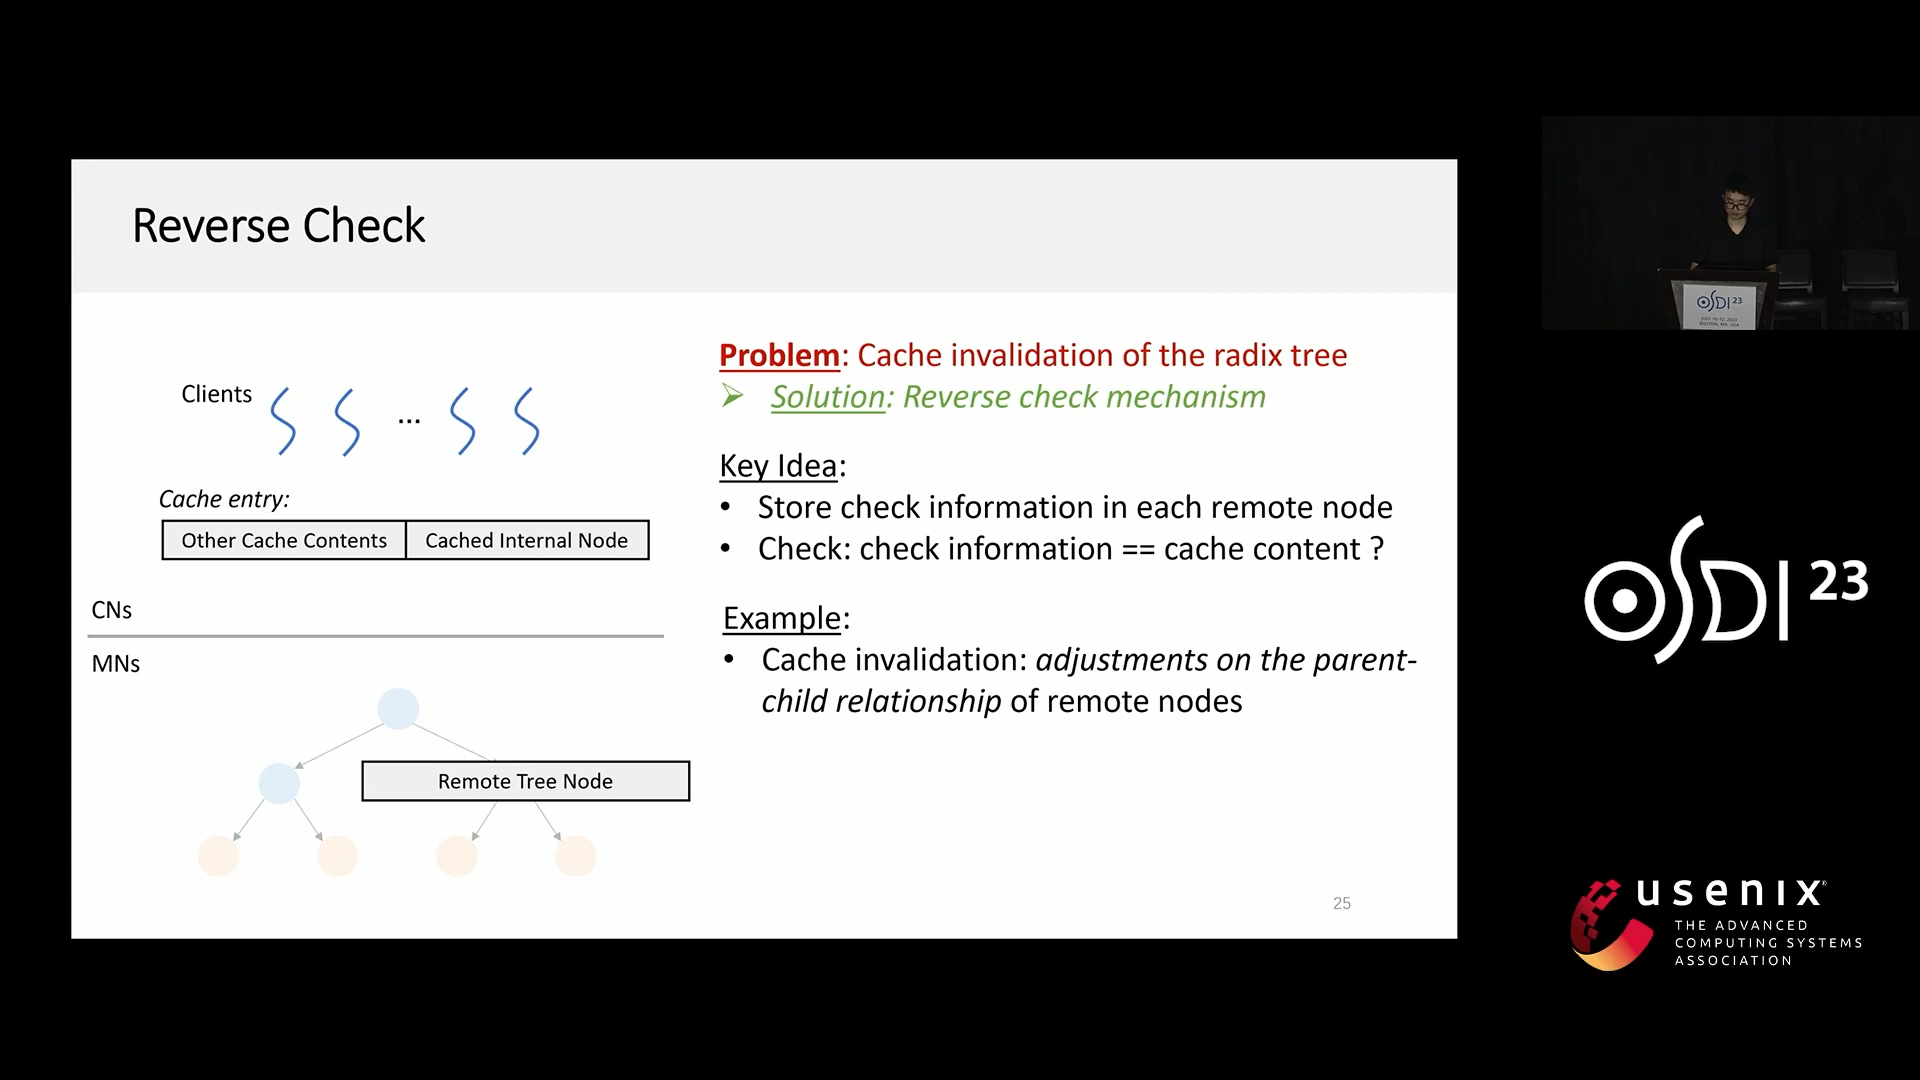 Reverse Check
Clients
...
Cache entry:
Other Cache Contents
Cached Internal Node
CNs
MNs
Remote Tree Node
Problem: Cache invalidation of the radix tree
➢ Solution: Reverse check mechanism
Key Idea:
• Store check information in each remote node
• Check: check information == cache content ?
Example:
• Cache invalidation: adjustments on the parent-
child relationship of remote nodes
25
OSDI 23
OSDI 23
usenix
THE ADVANCED
COMPUTING SYSTEMS
ASSOCIATION